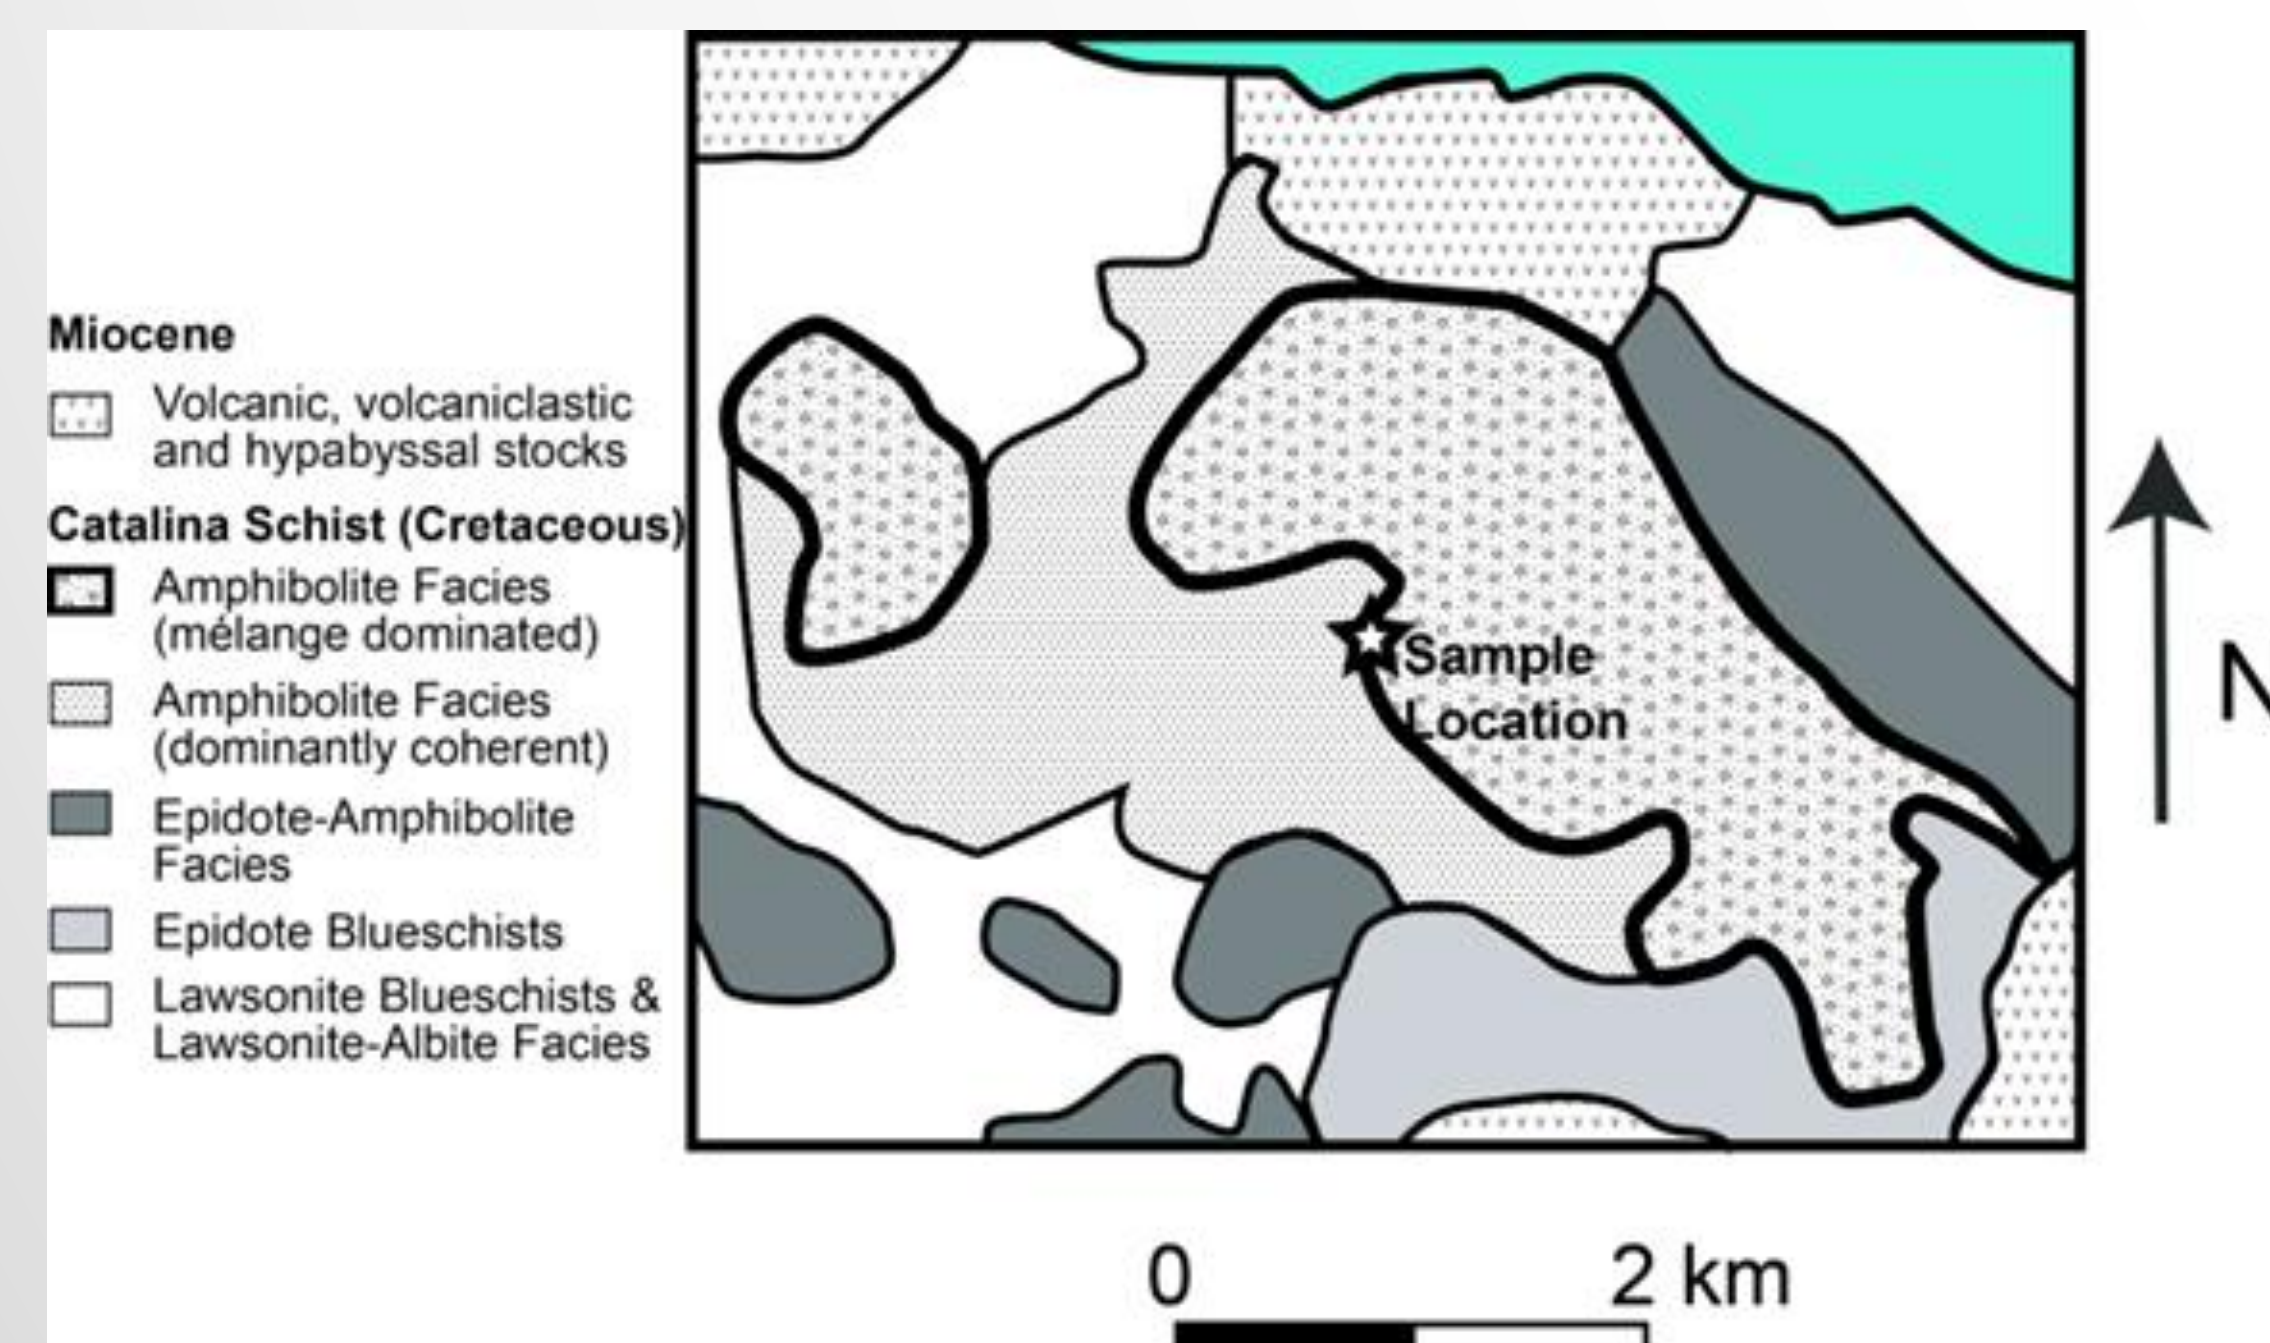 Miocene
Volcanic, volcaniclastic
and hypabyssal stocks
Catalina Schist (Cretaceous)
Amphibolite Facies
(mélange dominated)
Amphibolite Facies
(dominantly coherent)
Epidote-Amphibolite
Facies
Epidote Blueschists
Lawsonite Blueschists &
Lawsonite-Albite Facies
Sample
Location
N
0 2 km